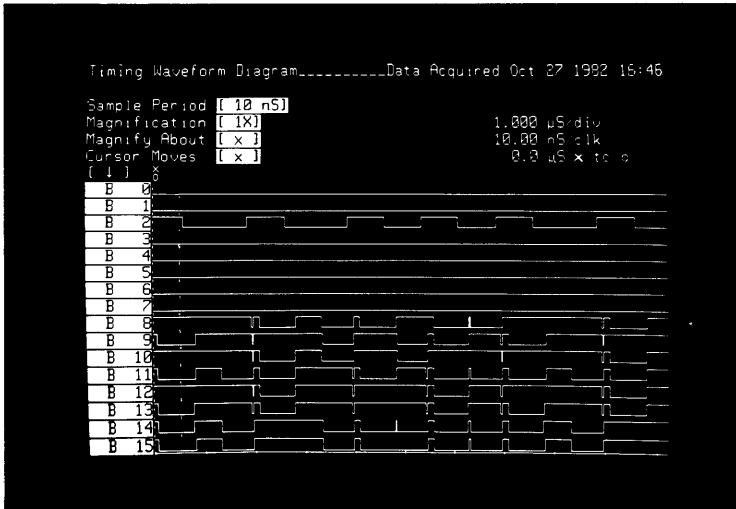 Timing Waveform Diagram__________Data Acquired Oct 27 1982 16:46
Sample Period [ 10 nS]
Magnification [ 1X] 1.000 µS/div
Magnify About [ x ] 10.00 nS/clk
Cursor Moves [ x ] 0.0 µS x to o
[ ↓ ] x
o
B 0
B 1
B 2
B 3
B 4
B 5
B 6
B 7
B 8
B 9
B 10
B 11
B 12
B 13
B 14
B 15